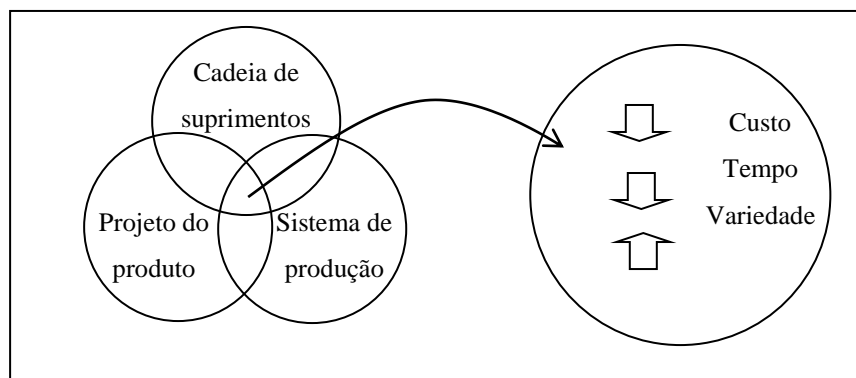 Cadeia de
suprimentos
Projeto do
produto
Sistema de
produção
Custo
Tempo
Variedade